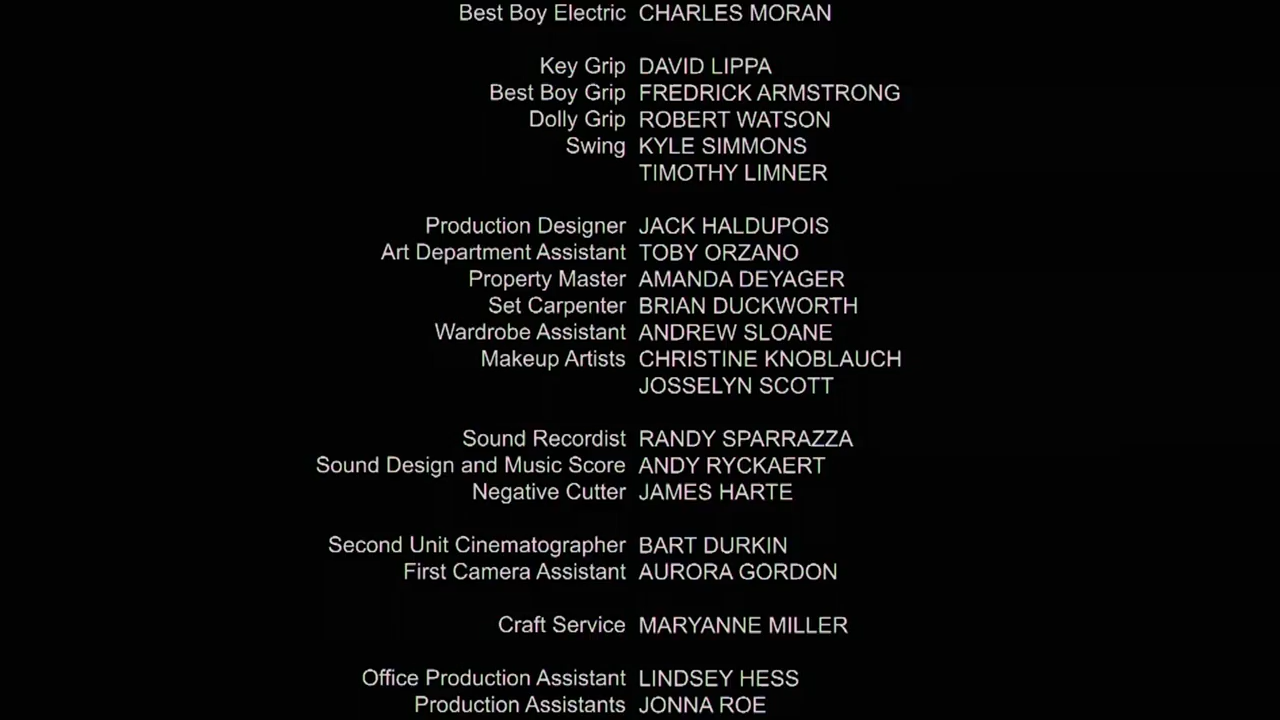 Best Boy Electric CHARLES MORAN
Key Grip DAVID LIPPA
Best Boy Grip FREDRICK ARMSTRONG
Dolly Grip ROBERT WATSON
Swing KYLE SIMMONS
TIMOTHY LIMNER
Production Designer JACK HALDUPOIS
Art Department Assistant TOBY ORZANO
Property Master AMANDA DEYAGER
Set Carpenter BRIAN DUCKWORTH
Wardrobe Assistant ANDREW SLOANE
Makeup Artists CHRISTINE KNOBLAUCH
JOSSELYN SCOTT
Sound Recordist RANDY SPARRAZZA
Sound Design and Music Score ANDY RYCKAERT
Negative Cutter JAMES HARTE
Second Unit Cinematographer BART DURKIN
First Camera Assistant AURORA GORDON
Craft Service MARYANNE MILLER
Office Production Assistant LINDSEY HESS
Production Assistants JONNA ROE